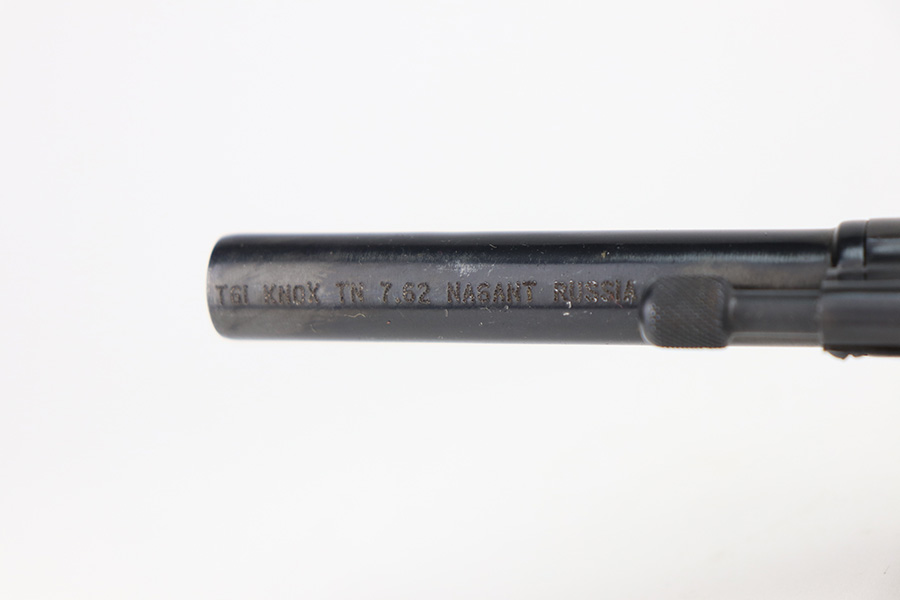 TGI KNOX TN 7.62 NAGANT RUSSIA